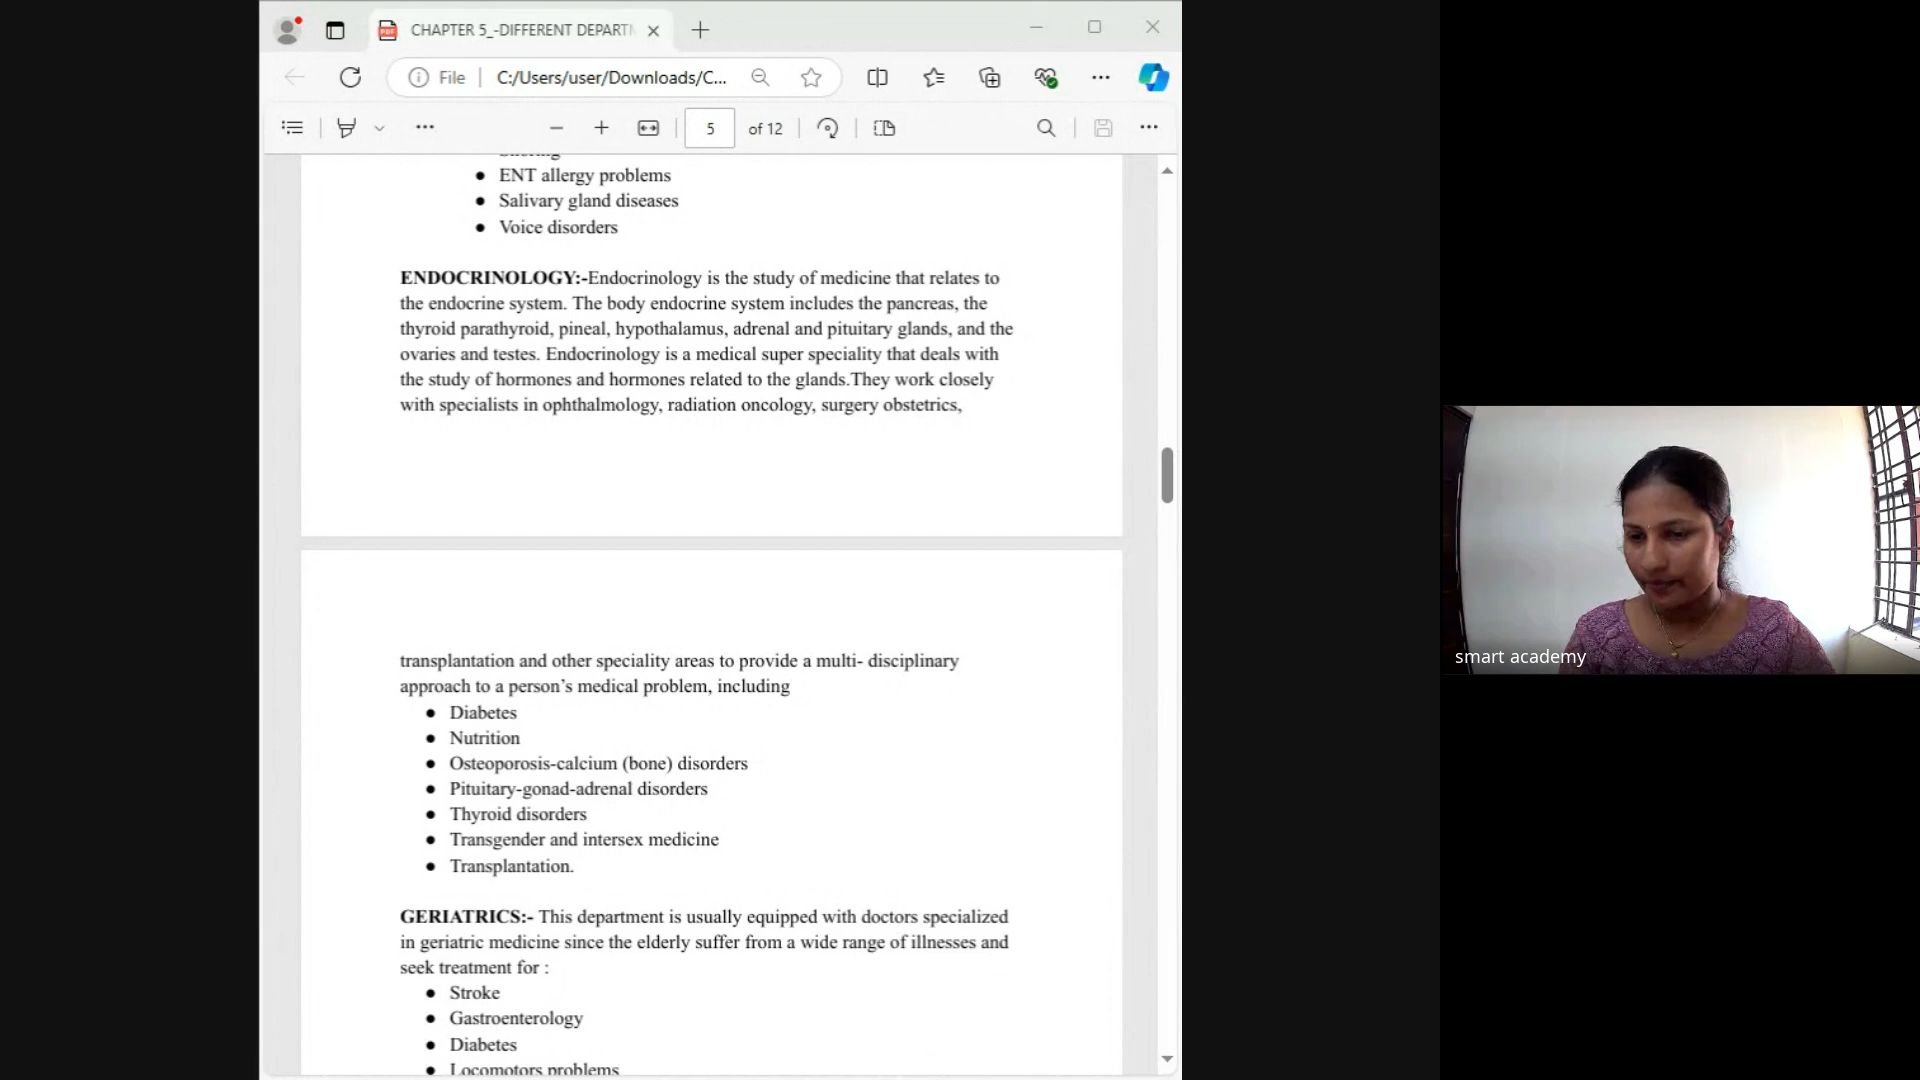 CHAPTER 5_-DIFFERENT DEPARTM
File
C:/Users/user/Downloads/C...
5
of 12
ENT allergy problems
● Salivary gland diseases
● Voice disorders
ENDOCRINOLOGY:-Endocrinology is the study of medicine that relates to
the endocrine system. The body endocrine system includes the pancreas, the
thyroid parathyroid, pineal, hypothalamus, adrenal and pituitary glands, and the
ovaries and testes. Endocrinology is a medical super speciality that deals with
the study of hormones and hormones related to the glands.They work closely
with specialists in ophthalmology, radiation oncology, surgery obstetrics,
transplantation and other speciality areas to provide a multi- disciplinary
approach to a person’s medical problem, including
● Diabetes
● Nutrition
● Osteoporosis-calcium (bone) disorders
● Pituitary-gonad-adrenal disorders
● Thyroid disorders
● Transgender and intersex medicine
● Transplantation.
GERIATRICS:- This department is usually equipped with doctors specialized
in geriatric medicine since the elderly suffer from a wide range of illnesses and
seek treatment for :
● Stroke
● Gastroenterology
● Diabetes
● Locomotors problems
smart academy